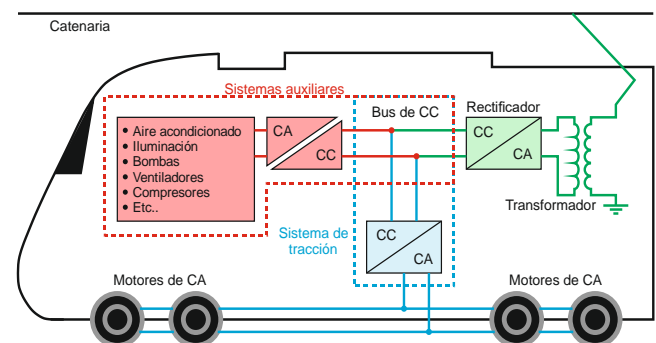 Catenaria
Sistemas auxiliares
Bus de CC
Rectificador
• Aire acondicionado
• Iluminación
• Bombas
• Ventiladores
• Compresores
• Etc..
CA
CC
CC
CA
Transformador
Sistema de
tracción
CC
CA
Motores de CA
Motores de CA